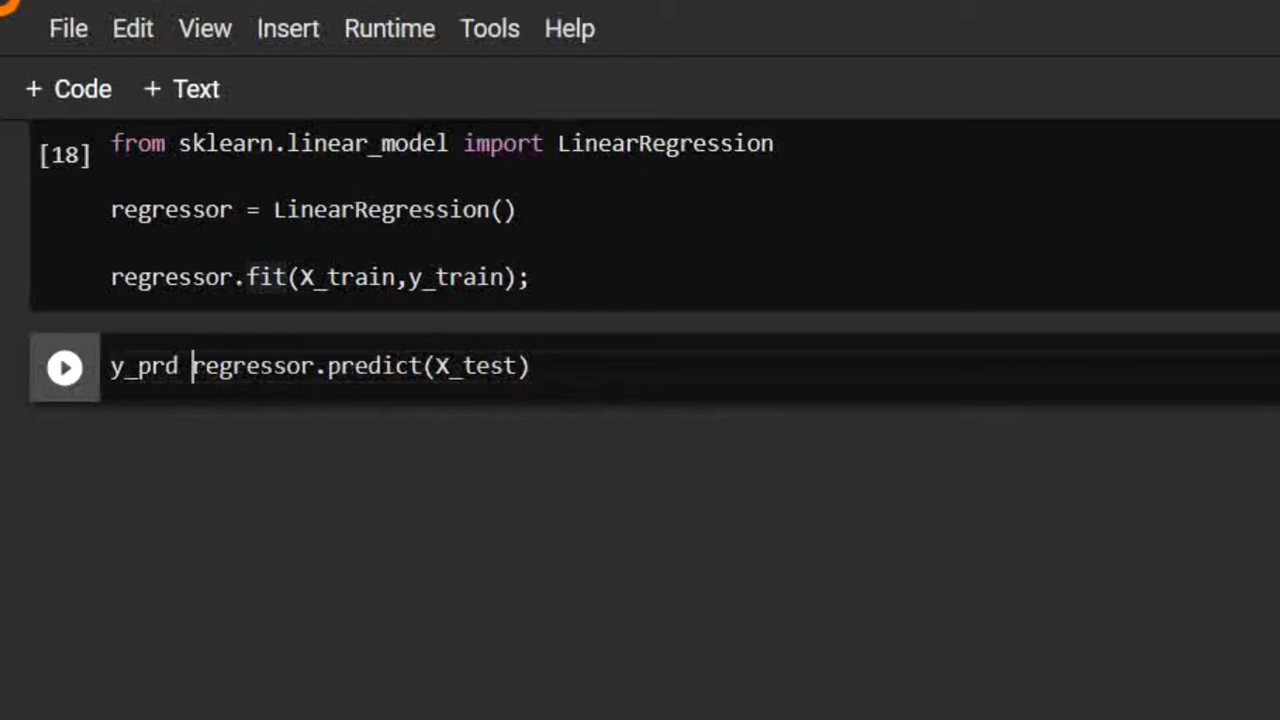 File Edit View Insert Runtime Tools Help
+ Code + Text
[18] from sklearn.linear_model import LinearRegression
regressor = LinearRegression()
regressor.fit(X_train,y_train);
y_prd regressor.predict(X_test)